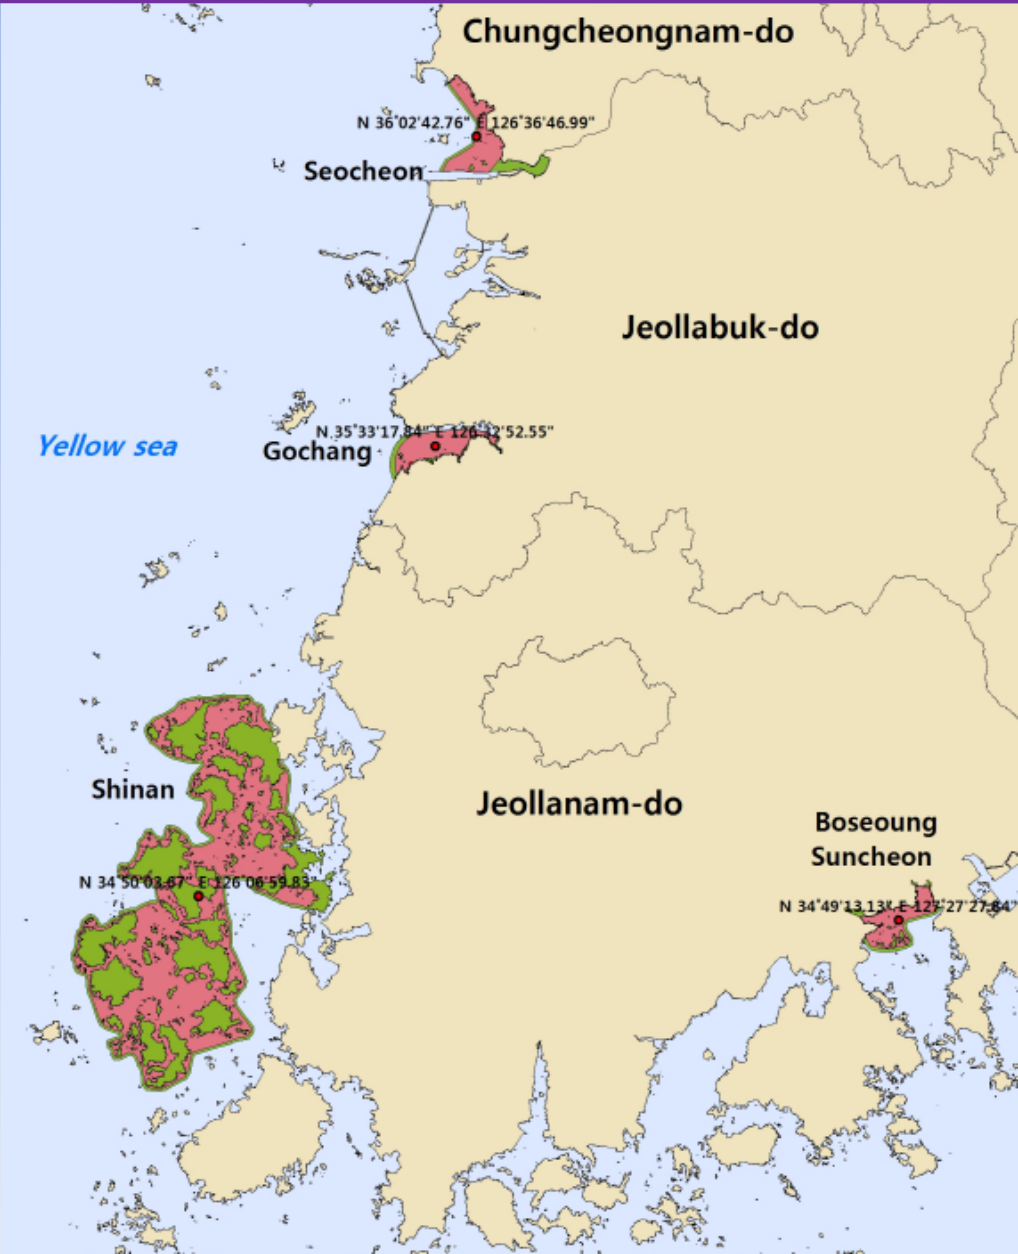 Chungcheongnam-do
N 36°02'42.76" E 126°36'46.99"
Seocheon
Jeollabuk-do
N 35°33'17.84" E 126°32'52.55"
Gochang
Yellow sea
Shinan
Jeollanam-do
Boseoung
Suncheon
N 34°50'03.67" E 126°06'59.83"
N 34°49'13.13" E 127°27'27.84"